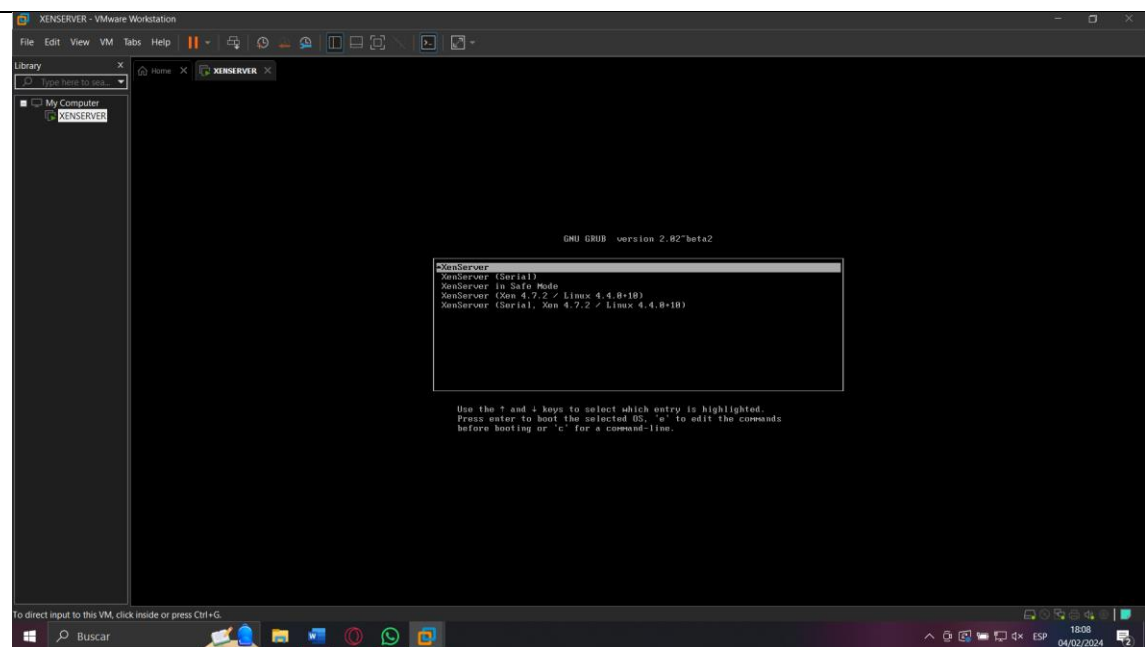 XENSERVER - VMware Workstation
File Edit View VM Tabs Help
Library X
Type here to sea...
Home X XENSERVER X
My Computer
XENSERVER
GNU GRUB version 2.02~beta2
*XenServer
XenServer (Serial)
XenServer in Safe Mode
XenServer (Xen 4.7.2 / Linux 4.4.0+10)
XenServer (Serial, Xen 4.7.2 / Linux 4.4.0+10)
Use the ↑ and ↓ keys to select which entry is highlighted.
Press enter to boot the selected OS, 'e' to edit the commands
before booting or 'c' for a command-line.
To direct input to this VM, click inside or press Ctrl+G.
Buscar
ESP
18:08
04/02/2024
2